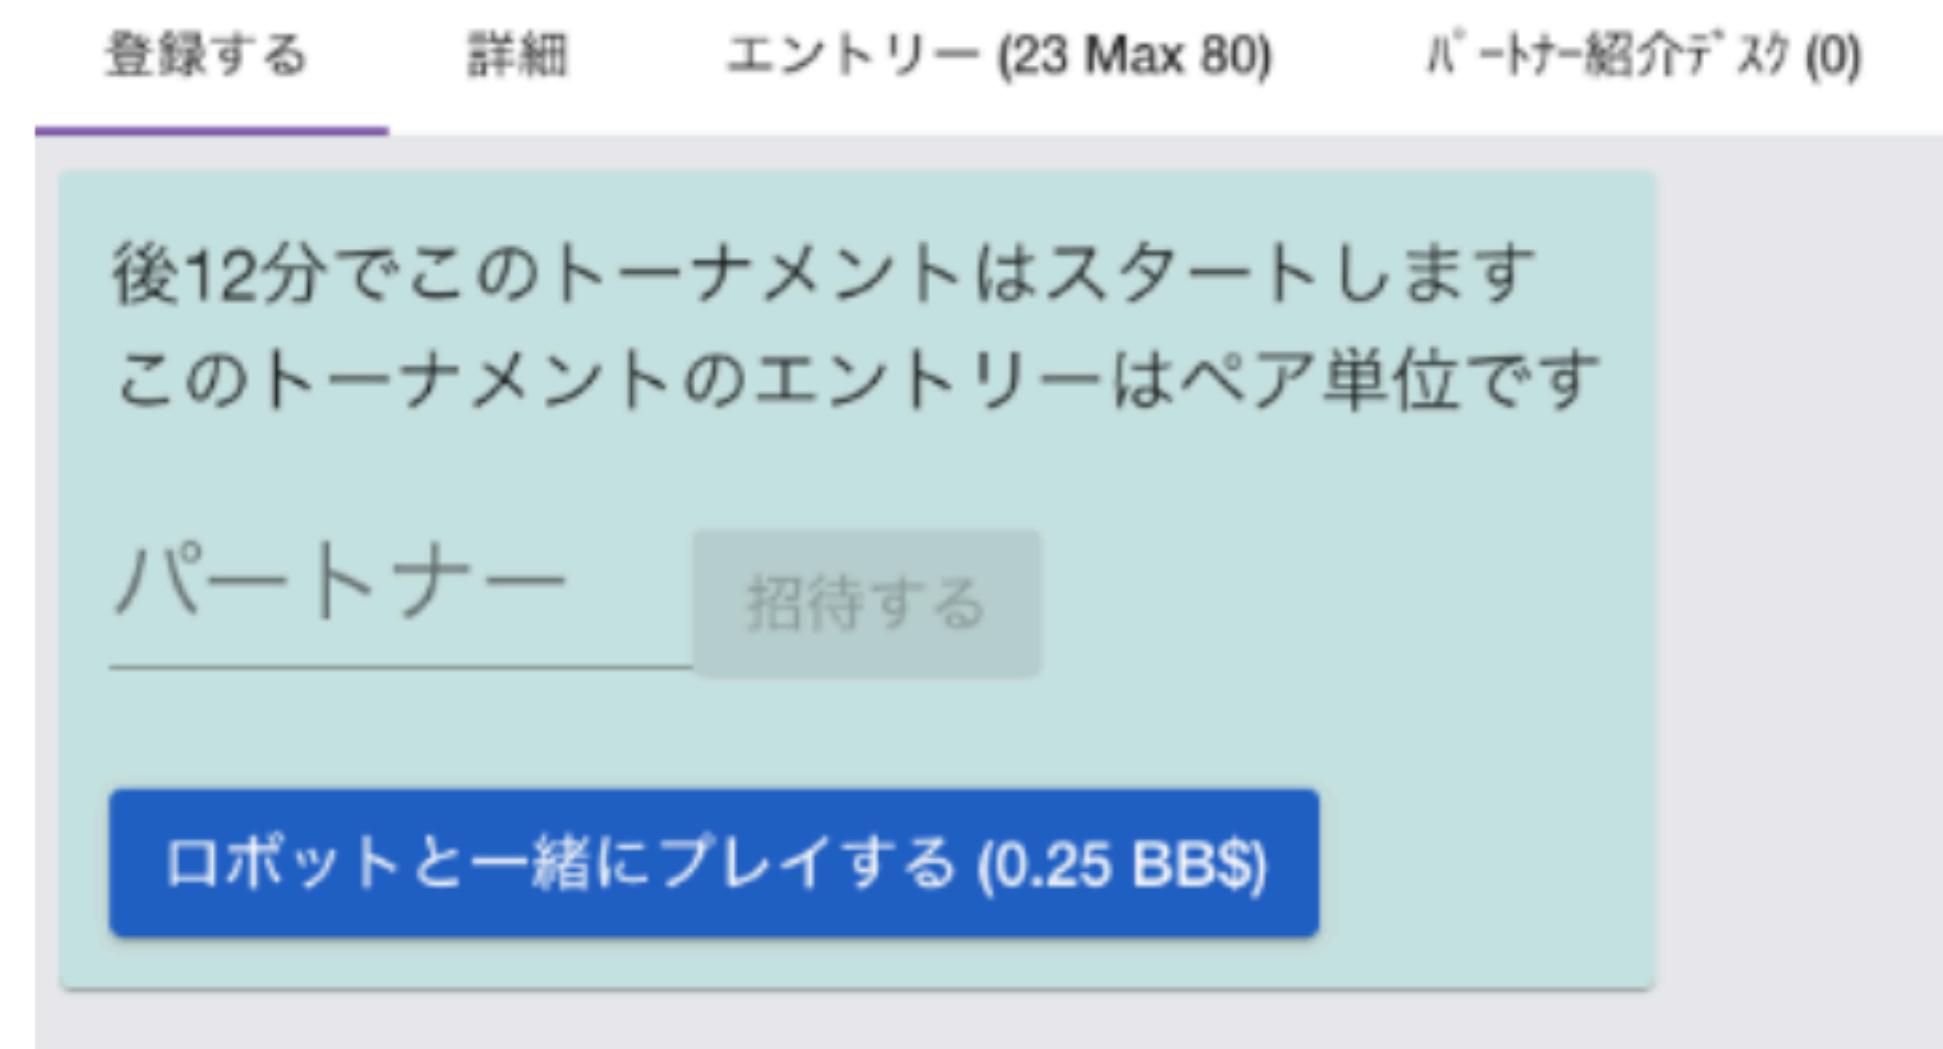 登録する 詳細 エントリー (23 Max 80) ﾊﾟｰﾄﾅｰ紹介ﾃﾞｽｸ (0)
後12分でこのトーナメントはスタートします
このトーナメントのエントリーはペア単位です
パートナー 招待する
ロボットと一緒にプレイする (0.25 BB$)